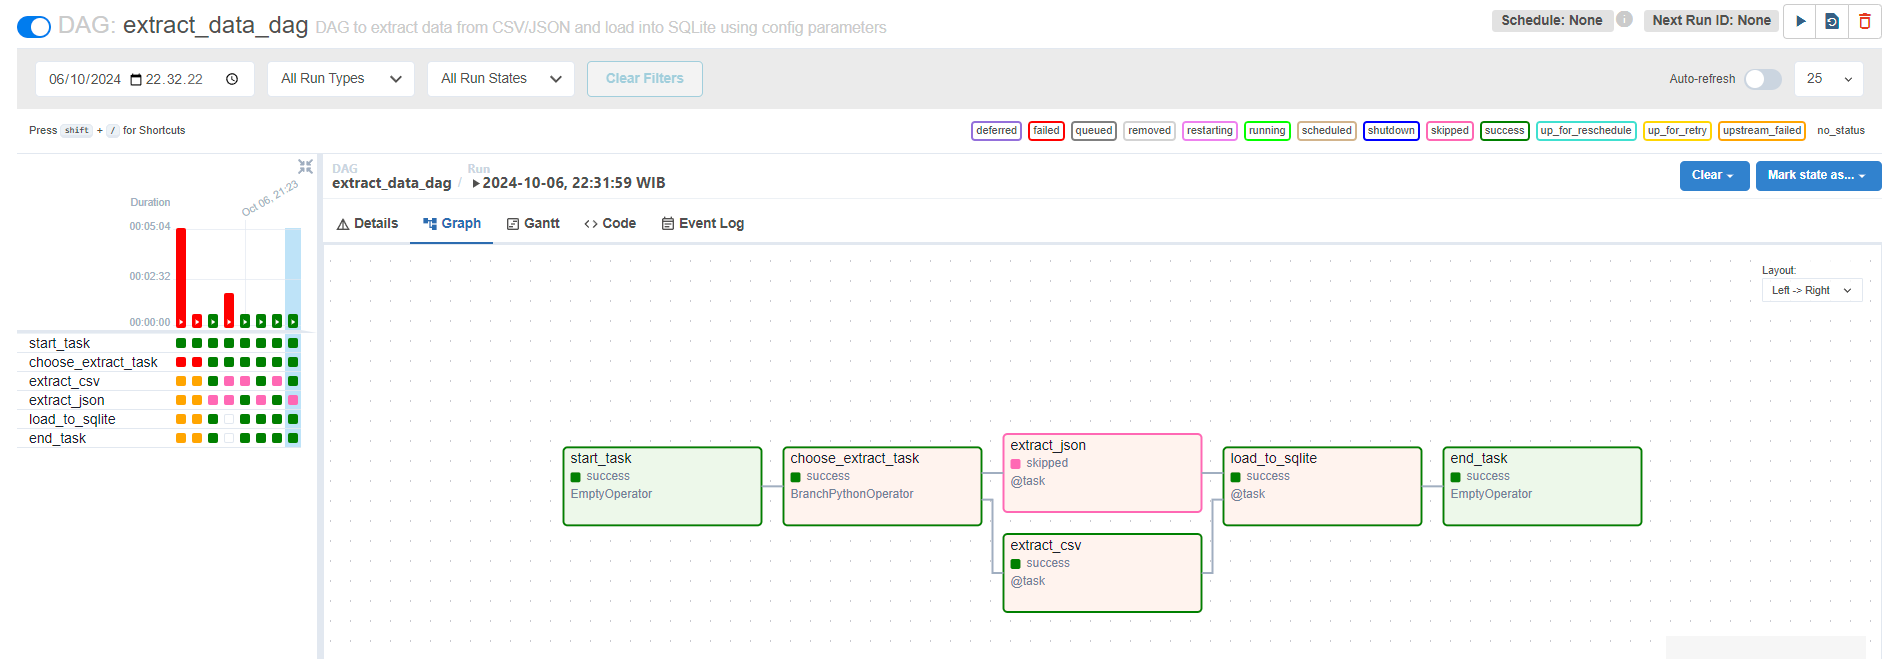 DAG: extract_data_dag DAG to extract data from CSV/JSON and load into SQLite using config parameters
Schedule: None
Next Run ID: None
06/10/2024 22.32.22
All Run Types
All Run States
Clear Filters
Auto-refresh
25
Press shift + / for Shortcuts
deferred
failed
queued
removed
restarting
running
scheduled
shutdown
skipped
success
up_for_reschedule
up_for_retry
upstream_failed
no_status
Oct 06, 21:23
Duration
00:05:04
00:02:32
00:00:00
start_task
choose_extract_task
extract_csv
extract_json
load_to_sqlite
end_task
DAG
extract_data_dag
/
Run
2024-10-06, 22:31:59 WIB
Clear
Mark state as...
Details
Graph
Gantt
Code
Event Log
Layout:
Left -> Right
start_task
success
EmptyOperator
choose_extract_task
success
BranchPythonOperator
extract_json
skipped
@task
extract_csv
success
@task
load_to_sqlite
success
@task
end_task
success
EmptyOperator